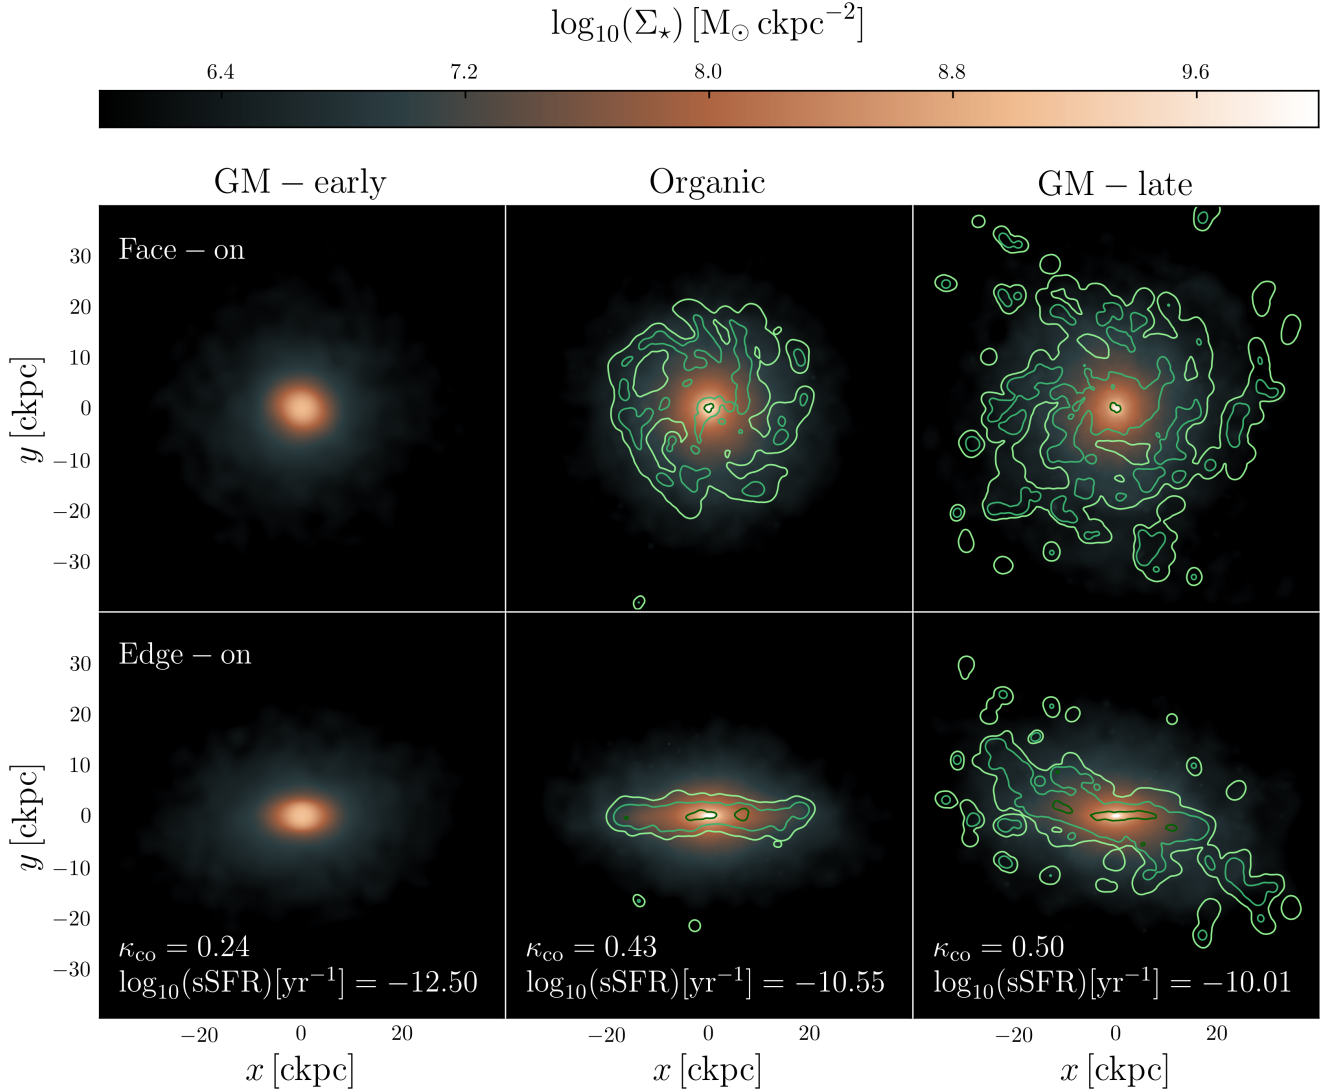 log₁₀(Σ⋆) [M⊙ ckpc⁻²]
6.4 7.2 8.0 8.8 9.6
GM – early Organic GM – late
Face – on
30
20
10
0
−10
−20
−30
y [ckpc]
Edge – on
30
20
10
0
−10
−20
−30
y [ckpc]
κco = 0.24
log₁₀(sSFR)[yr⁻¹] = −12.50
κco = 0.43
log₁₀(sSFR)[yr⁻¹] = −10.55
κco = 0.50
log₁₀(sSFR)[yr⁻¹] = −10.01
−20 0 20 −20 0 20 −20 0 20
x [ckpc] x [ckpc] x [ckpc]